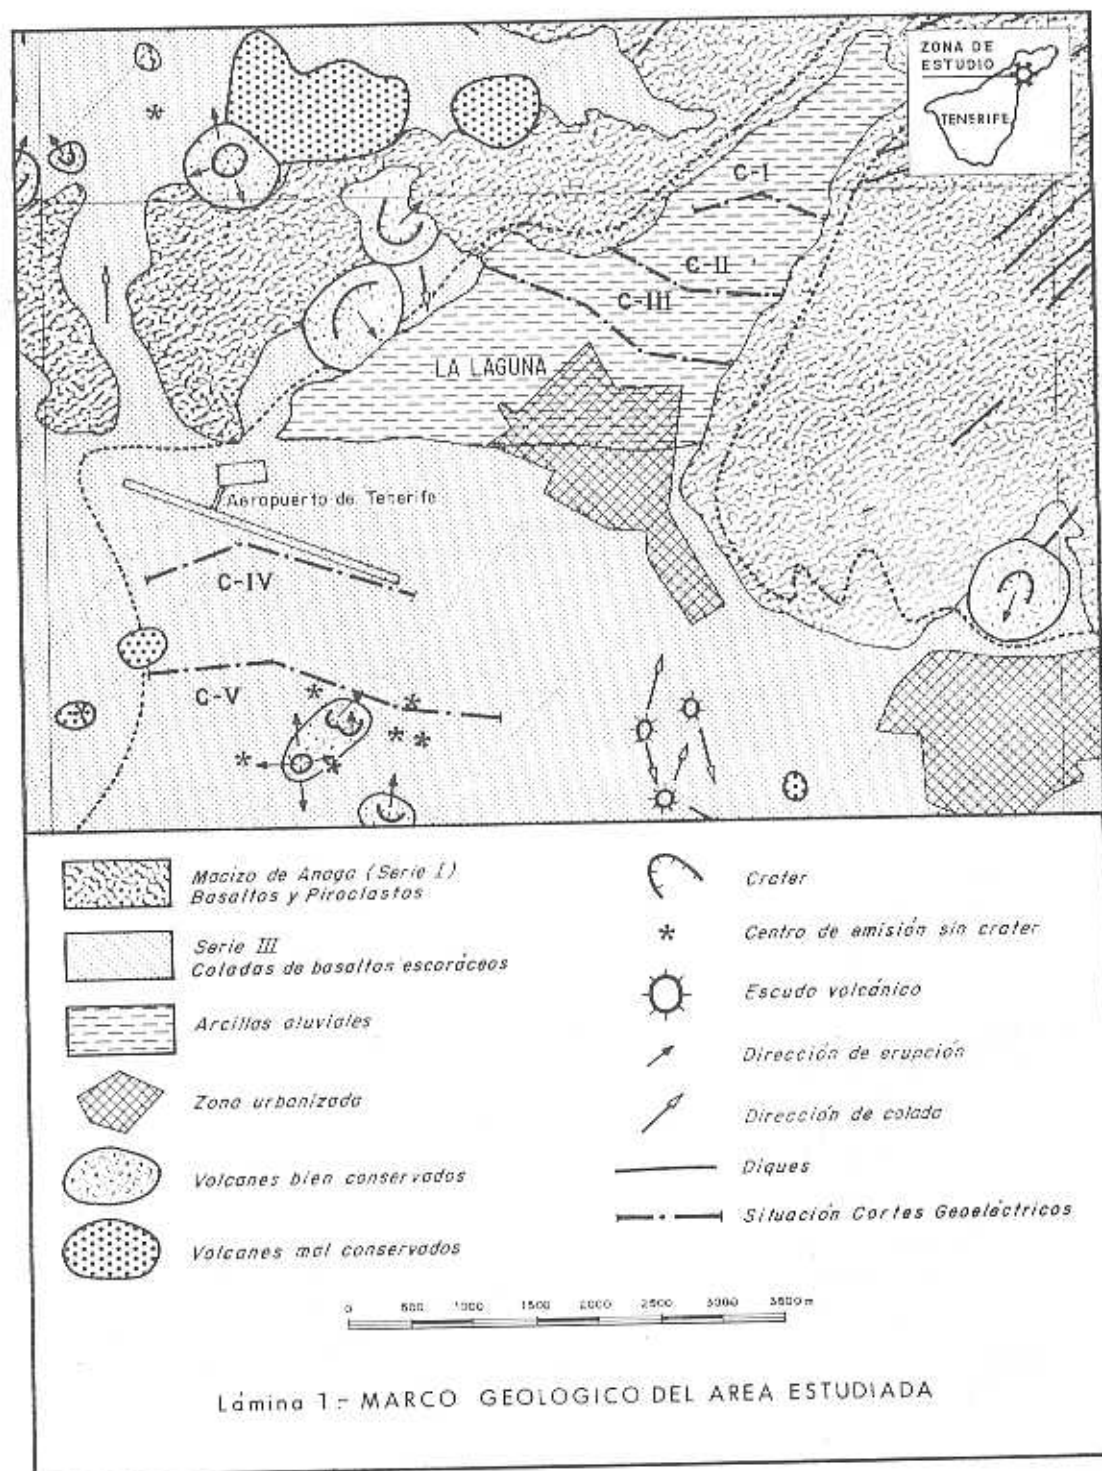 ZONA DE
ESTUDIO
TENERIFE
C-I
C-II
C-III
LA LAGUNA
Aeropuerto de Tenerife
C-IV
C-V
Macizo de Anaga (Serie I)
Basaltos y Piroclastos
Serie III
Coladas de basaltos escoráceos
Arcillas aluviales
Zona urbanizada
Volcanes bien conservados
Volcanes mal conservados
Crater
Centro de emisión sin crater
Escudo volcánico
Dirección de erupción
Dirección de colada
Diques
Situación Cortes Geoeléctricos
0 500 1000 1500 2000 2500 3000 3500 m
Lámina 1:- MARCO GEOLOGICO DEL AREA ESTUDIADA